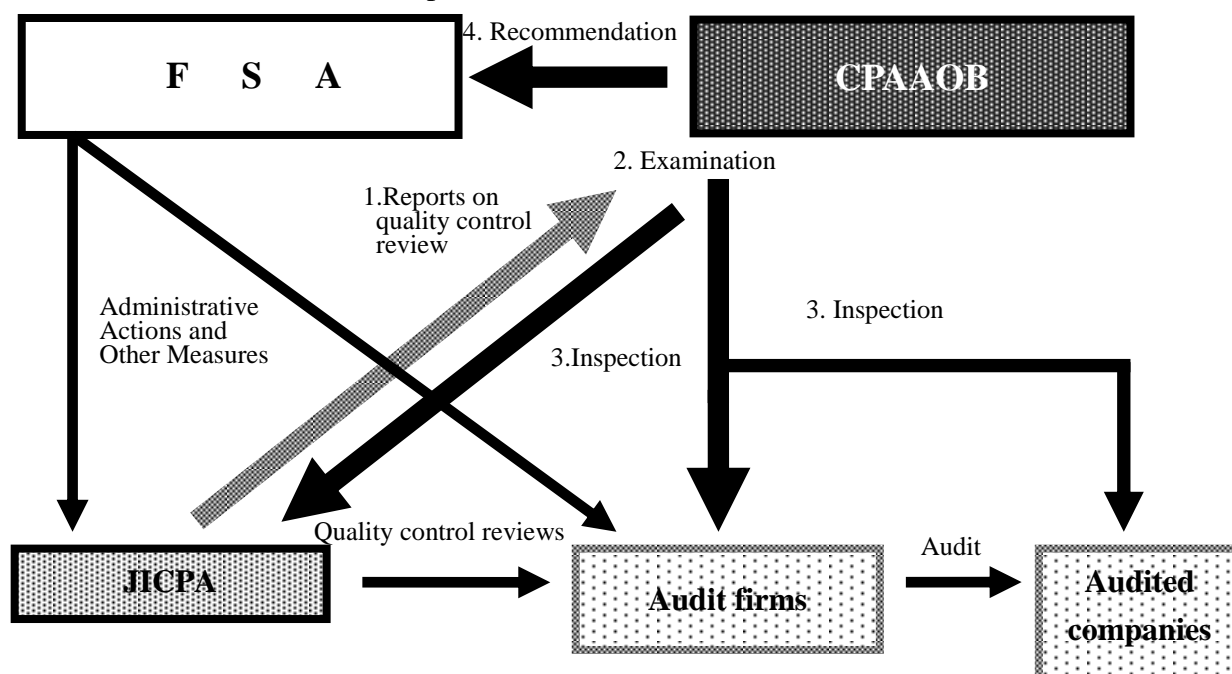 4. Recommendation
F S A
CPAAOB
2. Examination
1.Reports on
quality control
review
Administrative
Actions and
Other Measures
3. Inspection
3.Inspection
Quality control reviews
Audit
JICPA
Audit firms
Audited
companies